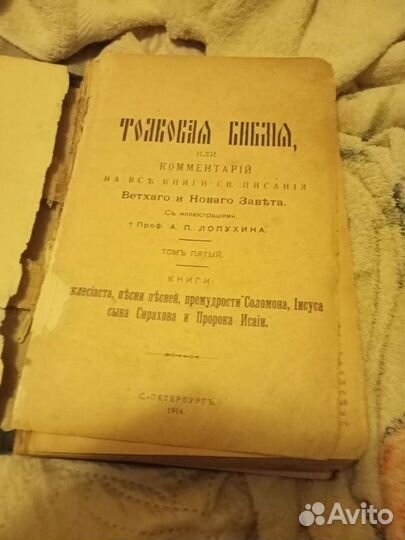 ТОЛКОВАЯ БИБЛІЯ,
ИЛИ
КОММЕНТАРІЙ
НА ВСѢ КНИГИ СВ. ПИСАНІЯ
Ветхаго и Новаго Завѣта.
Съ иллюстраціями.
† Проф. А. П. ЛОПУХИНА.
ТОМЪ ПЯТЫЙ.
КНИГИ:
клесіаста, пѣсни пѣсней, премудрости Соломона, Іисуса
сына Сирахова и Пророка Исаіи.
С.-ПЕТЕРБУРГЪ.
1914.
Avito